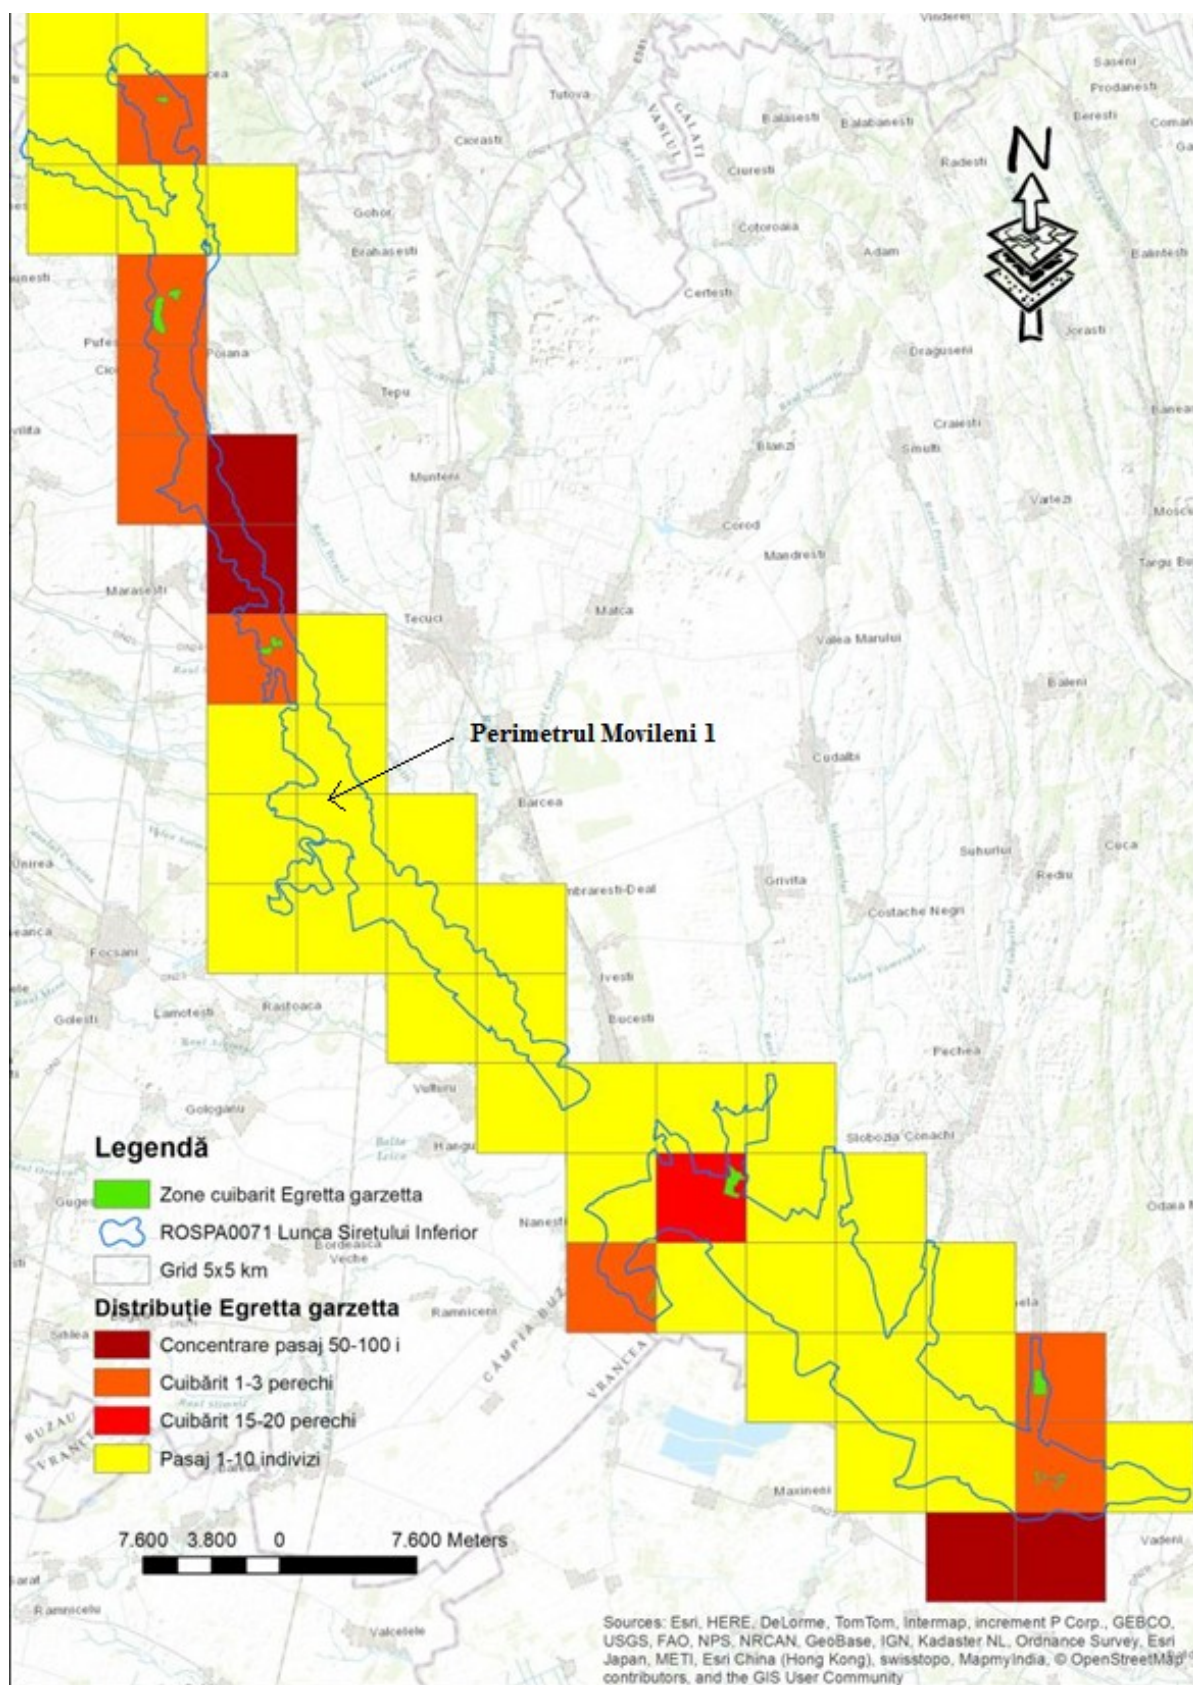 Vinderei
Saseni
Prodanesti
Tutova
Beresti
Balasesti
Balabanesti
VASLUI
GALATI
Ciorasti
Radesti
Ciuresti
N
Gohor
Cotoroaia
Brahasesti
Adam
Balintesti
Certesti
Jorasti
Poiana
Draguseni
Tepu
Craiesti
Blanzi
Smulti
Munteni
Vartezi
Corod
Mandresti
Marasesti
Matca
Tecuci
Valea Marului
Baleni
Perimetrul Movileni 1
Cudalbi
Barcea
Suhurlui
Cuca
Unirea
Rediu
Grivita
Costache Negri
Focsani
Ivesti
Rastoaca
Lamotesti
Golesti
Bucesti
Pechea
Vulturu
Gologanu
Slobozia Conachi
Legendă
Zone cuibarit Egretta garzetta
Nanesti
ROSPA0071 Lunca Siretului Inferior
Bordeasca
Veche
Grid 5x5 km
Distribuție Egretta garzetta
Ramniceni
CÂMPIA BUZ
Concentrare pasaj 50-100 i
VRANCEA
Cuibărit 1-3 perechi
Cuibărit 15-20 perechi
BUZAU
Pasaj 1-10 indivizi
Maxineni
7.600 3.800 0 7.600 Meters
Vadeni
Ramnicelu
Valcelele
Sources: Esri, HERE, DeLorme, TomTom, Intermap, increment P Corp., GEBCO,
USGS, FAO, NPS, NRCAN, GeoBase, IGN, Kadaster NL, Ordnance Survey, Esri
Japan, METI, Esri China (Hong Kong), swisstopo, MapmyIndia, © OpenStreetMap
contributors, and the GIS User Community